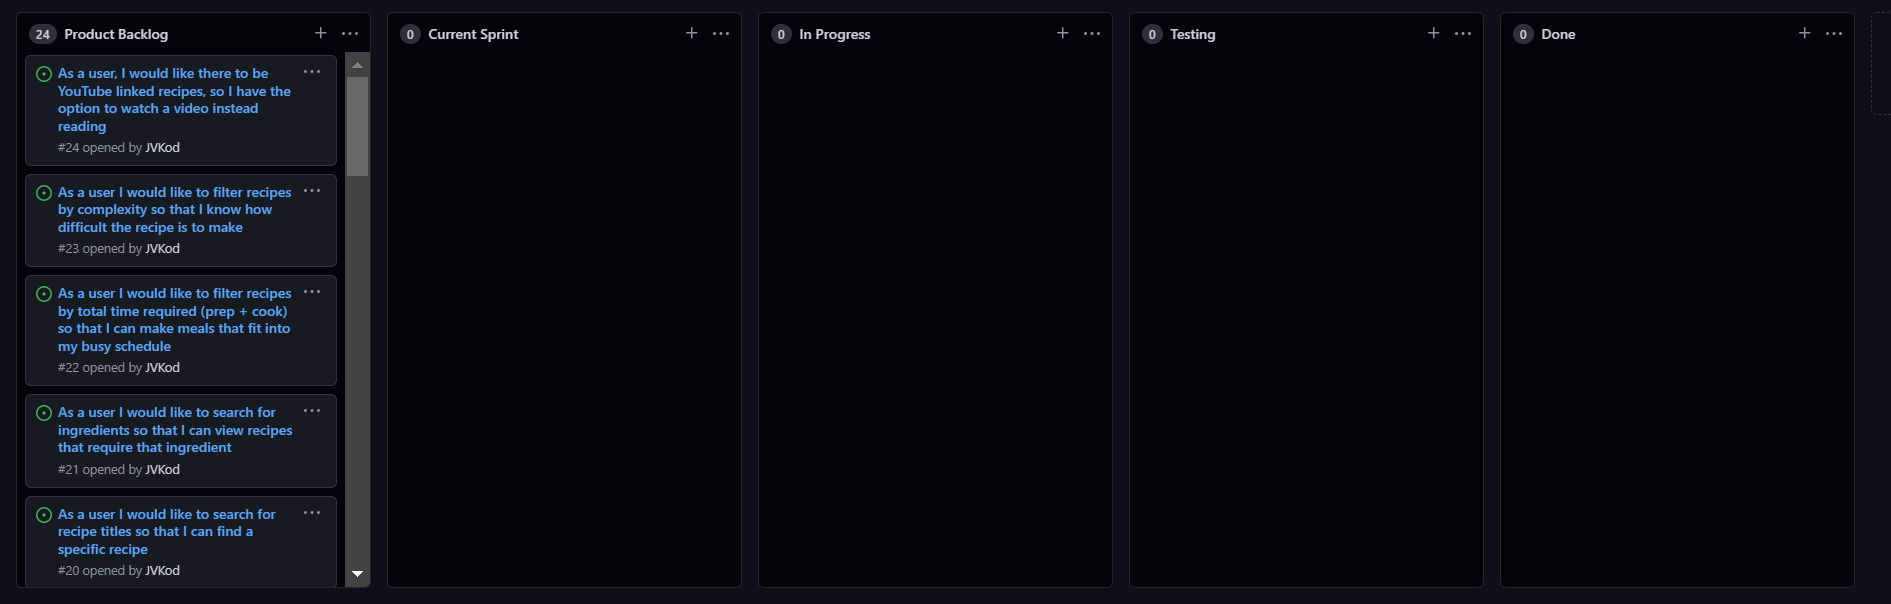 24 Product Backlog
As a user, I would like there to be
YouTube linked recipes, so I have the
option to watch a video instead
reading
#24 opened by JVKod
As a user I would like to filter recipes
by complexity so that I know how
difficult the recipe is to make
#23 opened by JVKod
As a user I would like to filter recipes
by total time required (prep + cook)
so that I can make meals that fit into
my busy schedule
#22 opened by JVKod
As a user I would like to search for
ingredients so that I can view recipes
that require that ingredient
#21 opened by JVKod
As a user I would like to search for
recipe titles so that I can find a
specific recipe
#20 opened by JVKod
0 Current Sprint
0 In Progress
0 Testing
0 Done